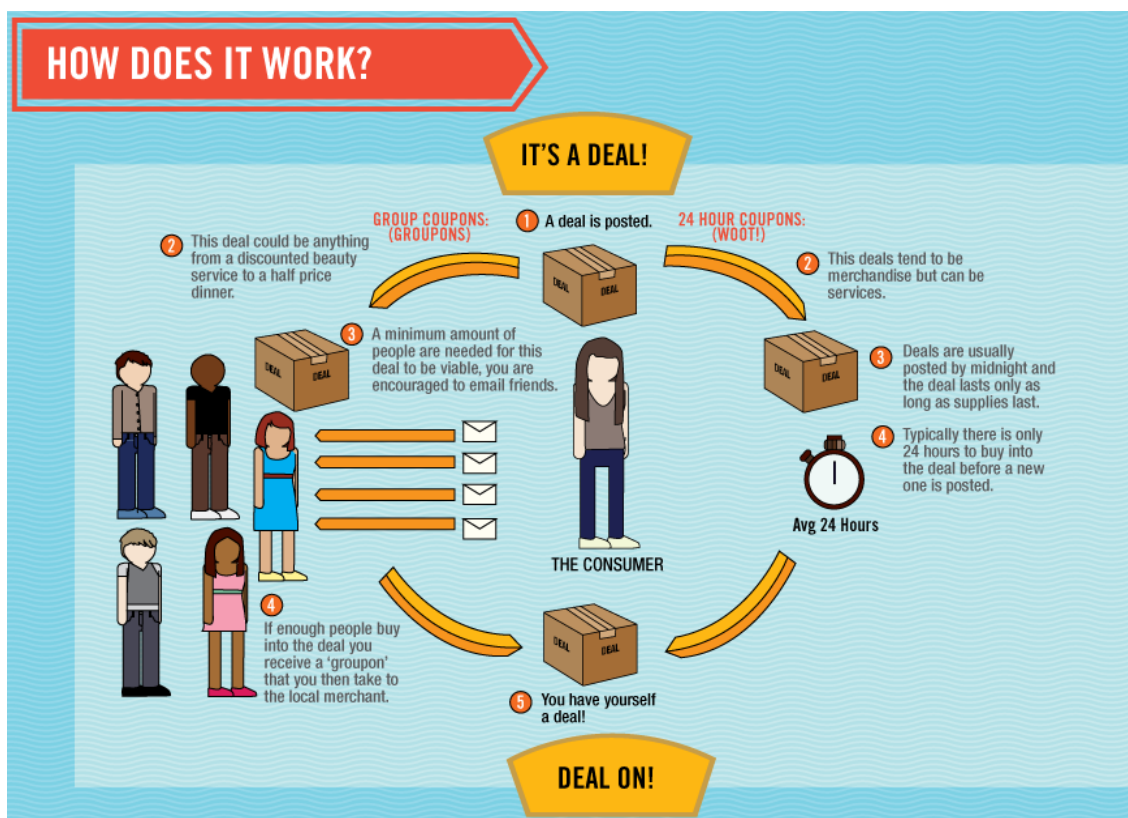 HOW DOES IT WORK?
IT'S A DEAL!
GROUP COUPONS:
(GROUPONS)
1 A deal is posted.
24 HOUR COUPONS:
(WOOT!)
2 This deal could be anything
from a discounted beauty
service to a half price
dinner.
DEAL DEAL
2 This deals tend to be
merchandise but can be
services.
3 A minimum amount of
people are needed for this
deal to be viable, you are
encouraged to email friends.
DEAL DEAL
DEAL DEAL
3 Deals are usually
posted by midnight and
the deal lasts only as
long as supplies last.
4 Typically there is only
24 hours to buy into
the deal before a new
one is posted.
Avg 24 Hours
THE CONSUMER
4
If enough people buy
into the deal you
receive a 'groupon'
that you then take to
the local merchant.
DEAL DEAL
5 You have yourself
a deal!
DEAL ON!